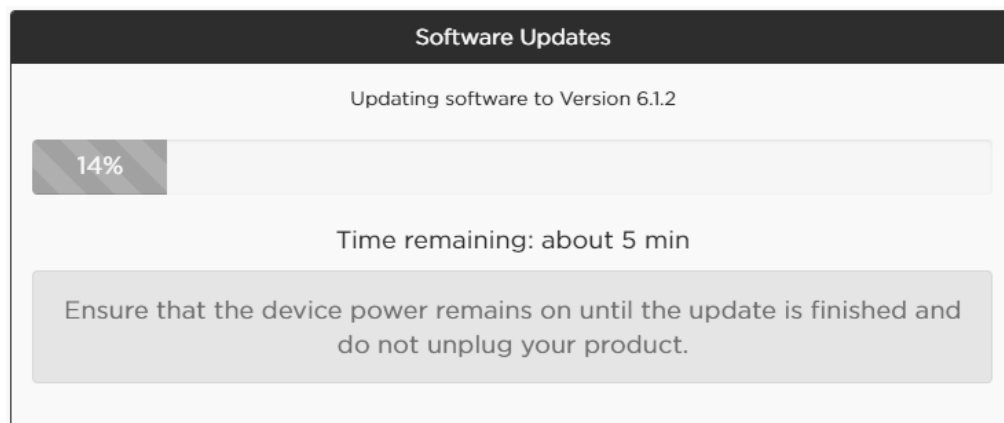 Software Updates
Updating software to Version 6.1.2
14%
Time remaining: about 5 min
Ensure that the device power remains on until the update is finished and
do not unplug your product.